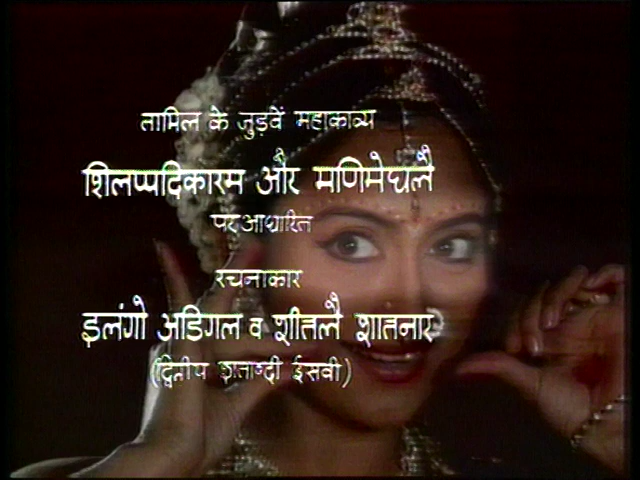 तामिल के जुड़वें महाकाव्य
शिलप्पदिकारम और मणिमेघलै
पर आधारित
रचनाकार
इलंगो अडिगल व शीतलै शातनार
(द्वितीय शताब्दी ईसवी)